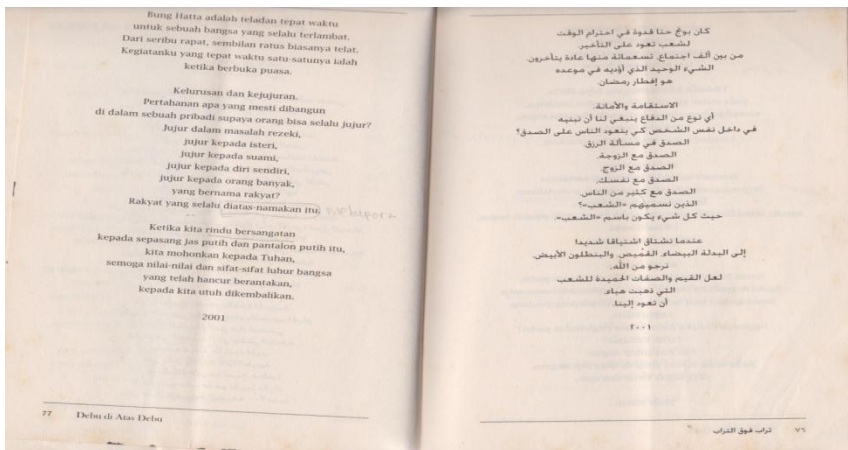 Bung Hatta adalah teladan tepat waktu
untuk sebuah bangsa yang selalu terlambat.
Dari seribu rapat, sembilan ratus biasanya telat.
Kegiatanku yang tepat waktu satu-satunya ialah
ketika berbuka puasa.
Kelurusan dan kejujuran.
Pertahanan apa yang mesti dibangun
di dalam sebuah pribadi supaya orang bisa selalu jujur?
Jujur dalam masalah rezeki,
jujur kepada isteri,
jujur kepada suami,
jujur kepada diri sendiri,
jujur kepada orang banyak,
yang bernama rakyat?
Rakyat yang selalu diatas-namakan itu.
Ketika kita rindu bersangatan
kepada sepasang jas putih dan pantalon putih itu,
kita mohonkan kepada Tuhan,
semoga nilai-nilai dan sifat-sifat luhur bangsa
yang telah hancur berantakan,
kepada kita utuh dikembalikan.
2001
77 Debu di Atas Debu
كان بوڠ حتا قدوة في احترام الوقت
لشعب تعود على التأخير.
من بين ألف اجتماع، تسعمائة منها عادة يتأخرون.
الشيء الوحيد الذي أؤديه في موعده
هو إفطار رمضان.
الاستقامة والأمانة.
أي نوع من الدفاع ينبغي لنا أن نبنيه
في داخل نفس الشخص كي يتعود الناس على الصدق؟
الصدق في مسألة الرزق.
الصدق مع الزوجة.
الصدق مع الزوج.
الصدق مع نفسك.
الصدق مع كثير من الناس.
الذين نسميهم «الشعب»؟
حيث كل شيء يكون باسم «الشعب».
عندما نشتاق اشتياقا شديدا
إلى البدلة البيضاء، القميص، والبنطلون الأبيض.
نرجو من الله.
لعل القيم والصفات الحميدة للشعب
التي ذهبت هباء.
أن تعود إلينا.
٢٠٠١
تراب فوق التراب ٧٦